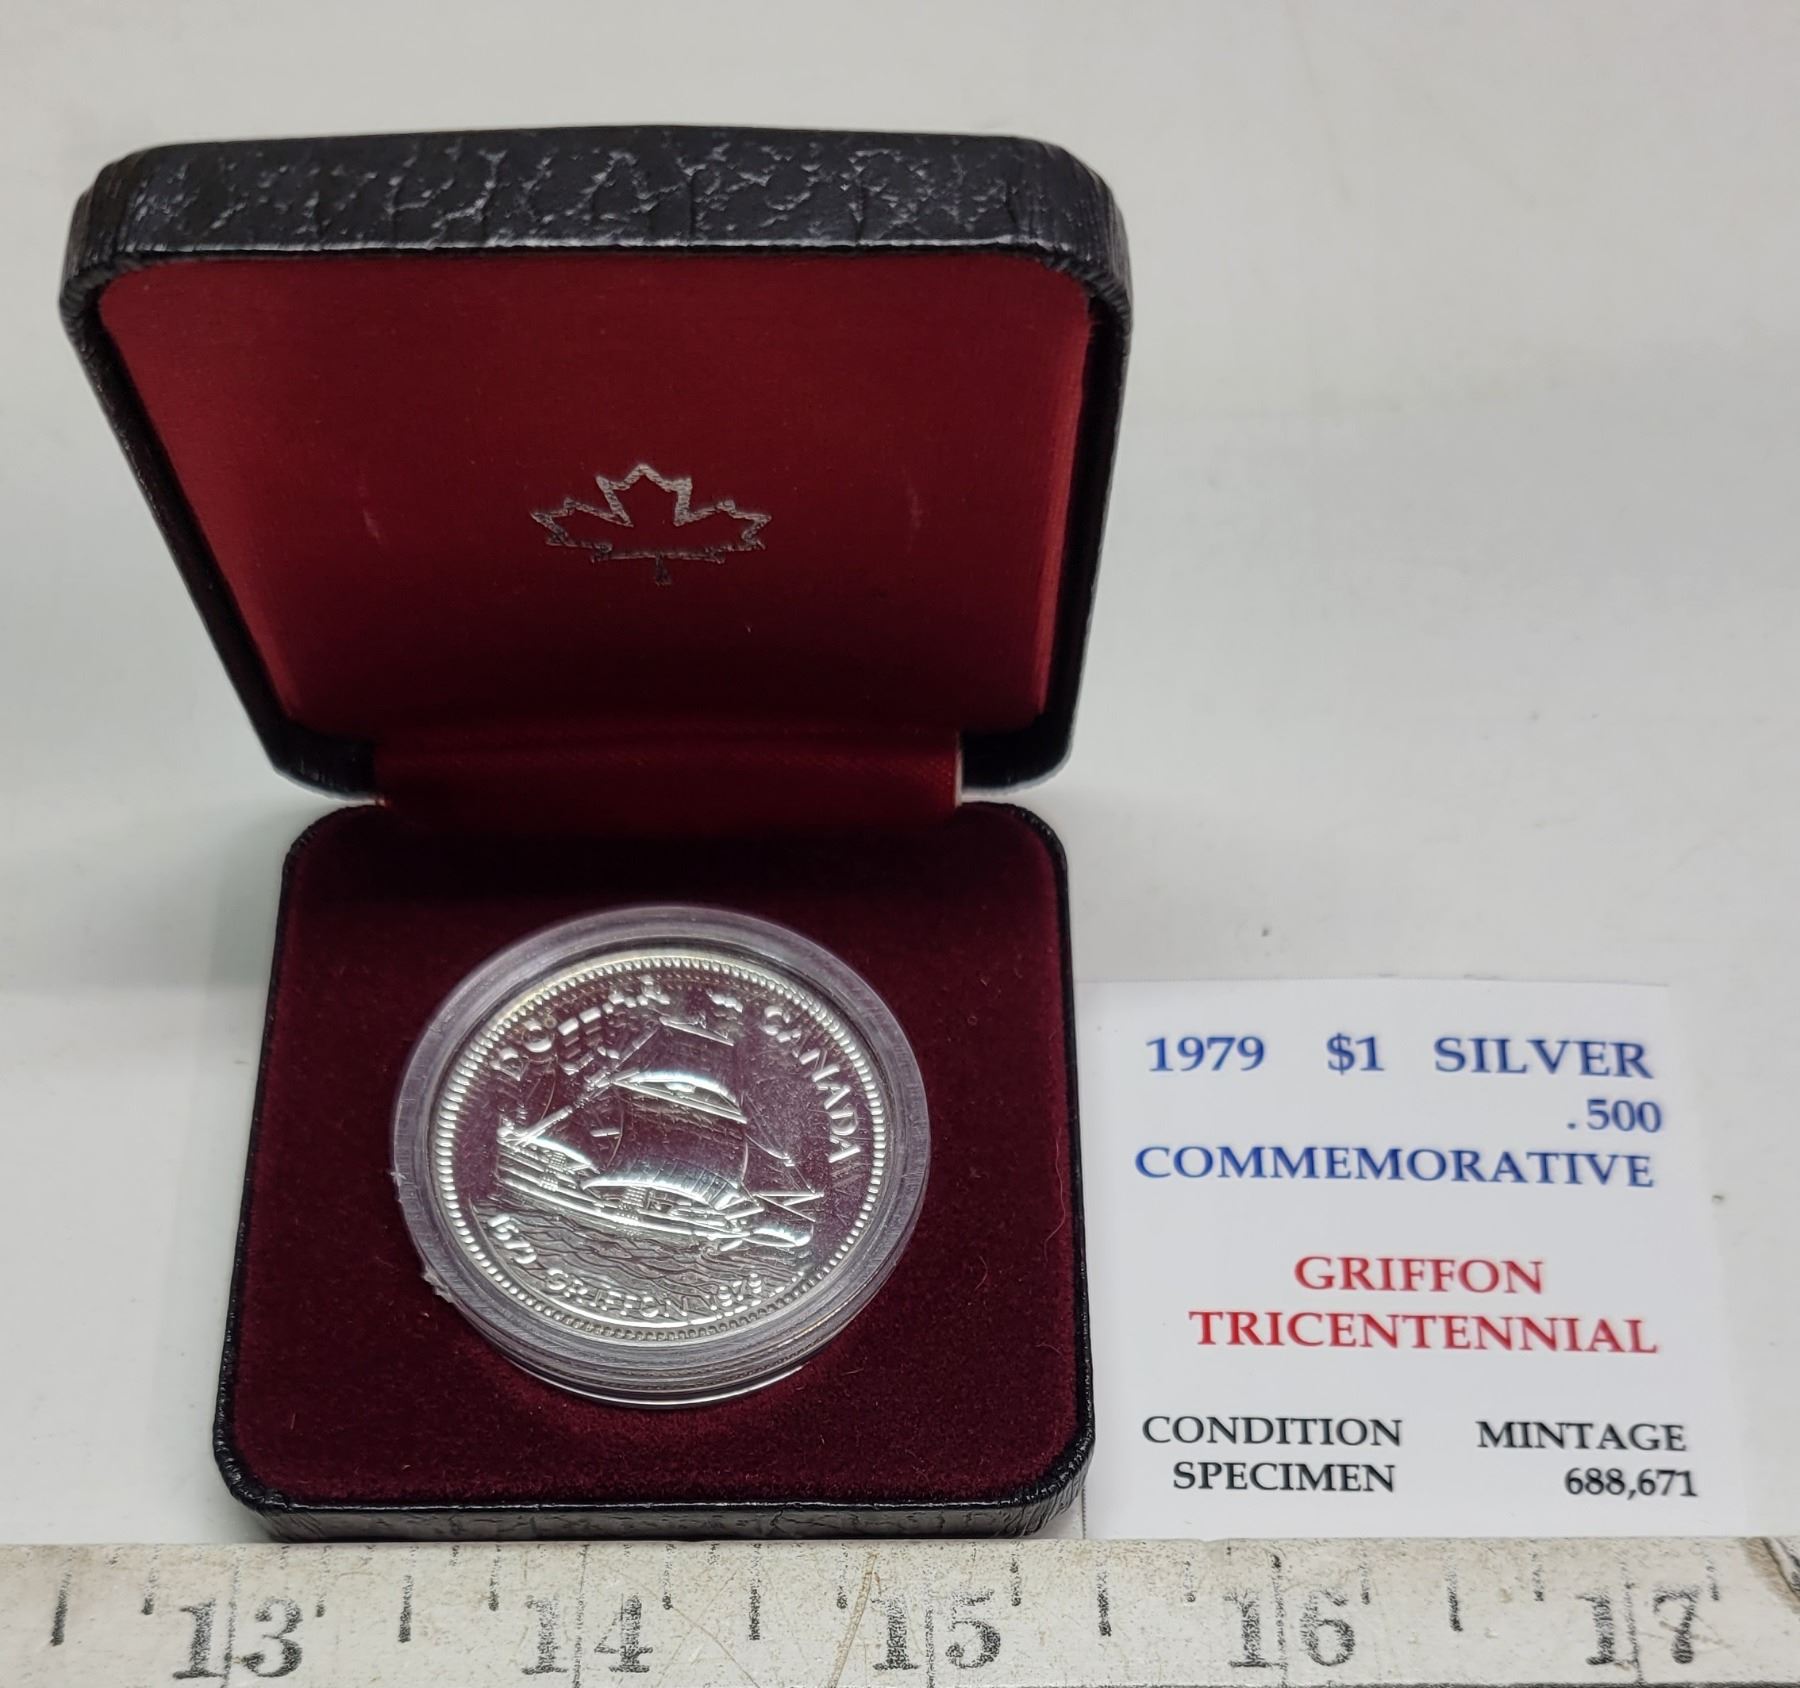 DOLLAR CANADA
1679 GRIFFON 1979
1979 $1 SILVER
.500
COMMEMORATIVE
GRIFFON
TRICENTENNIAL
CONDITION MINTAGE
SPECIMEN 688,671
13 14 15 16 17